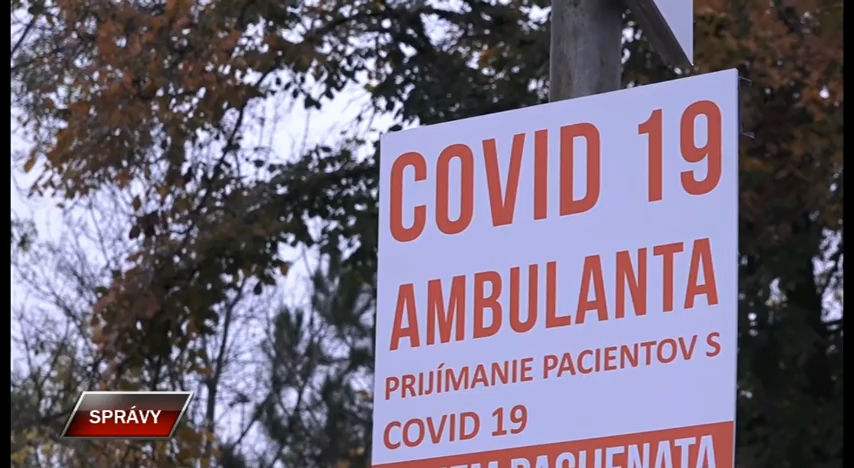 COVID 19
AMBULANTA
PRIJÍMANIE PACIENTOV S
COVID 19
SPRÁVY